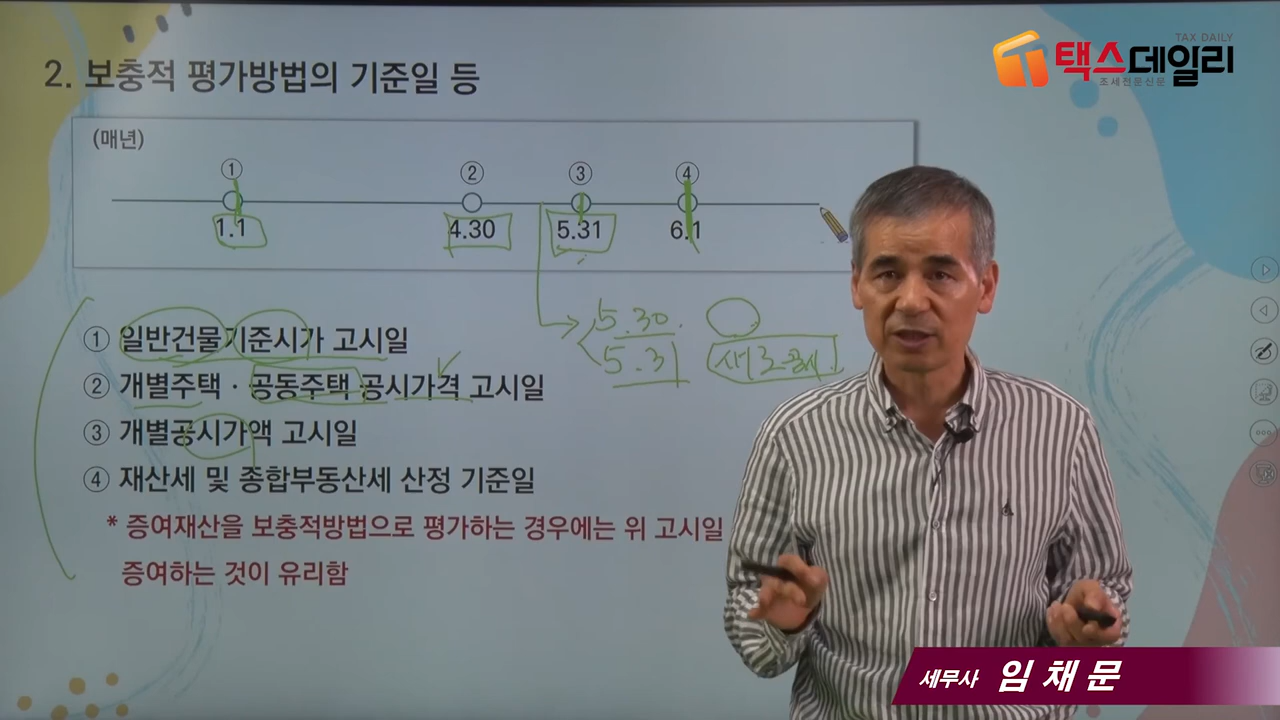 TAX DAILY
택스데일리
조세전문신문
2. 보충적 평가방법의 기준일 등
(매년)
① ② ③ ④
1.1 4.30 5.31 6.1
5.30.
5.31
① 일반건물기준시가 고시일
② 개별주택 · 공동주택 공시가격 고시일
③ 개별공시가액 고시일
④ 재산세 및 종합부동산세 산정 기준일
* 증여재산을 보충적방법으로 평가하는 경우에는 위 고시일
증여하는 것이 유리함
세무사 임채문